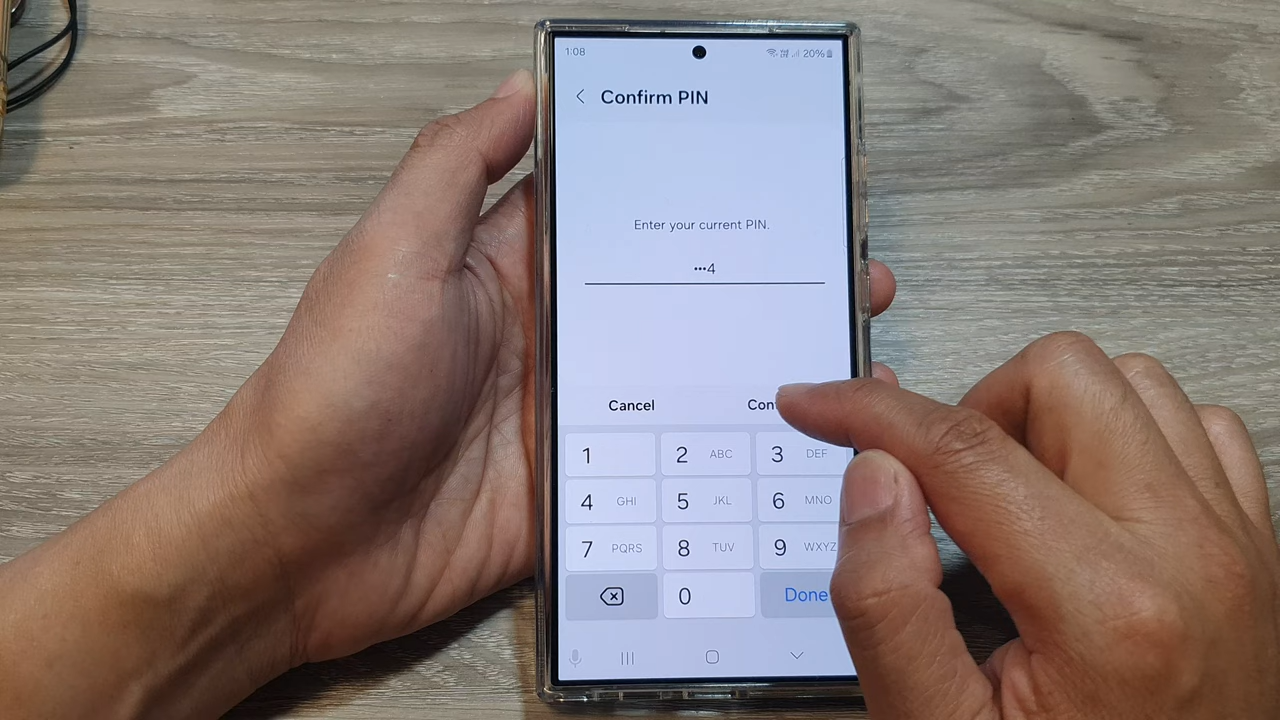 1:08 20%
Confirm PIN
Enter your current PIN.
•••4
Cancel Con
1 2 ABC 3 DEF
4 GHI 5 JKL 6 MNO
7 PQRS 8 TUV 9 WXYZ
0 Done